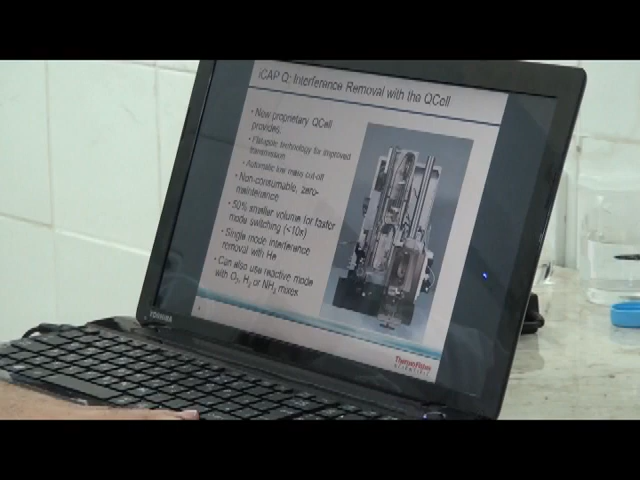 iCAP Q: Interference Removal with the QCell
• New proprietary QCell
provides:
• Flatapole technology for improved
transmission
• Automatic low mass cut-off
• Non-consumable, zero-
maintenance
• 50% smaller volume for faster
mode switching (<10s)
• Single mode interference
removal with He
• Can also use reactive mode
with O₂, H₂ or NH₃ mixes
ThermoFisher
SCIENTIFIC
TOSHIBA